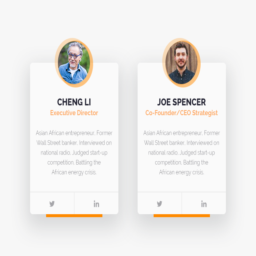 CHENG LI
Executive Director
Asian African entrepreneur. Former
Wall Street banker. Interviewed on
national radio. Judged start-up
competition. Battling the
African energy crisis.
in
JOE SPENCER
Co-Founder/CEO Strategist
Asian African entrepreneur. Former
Wall Street banker. Interviewed on
national radio. Judged start-up
competition. Battling the
African energy crisis.
in